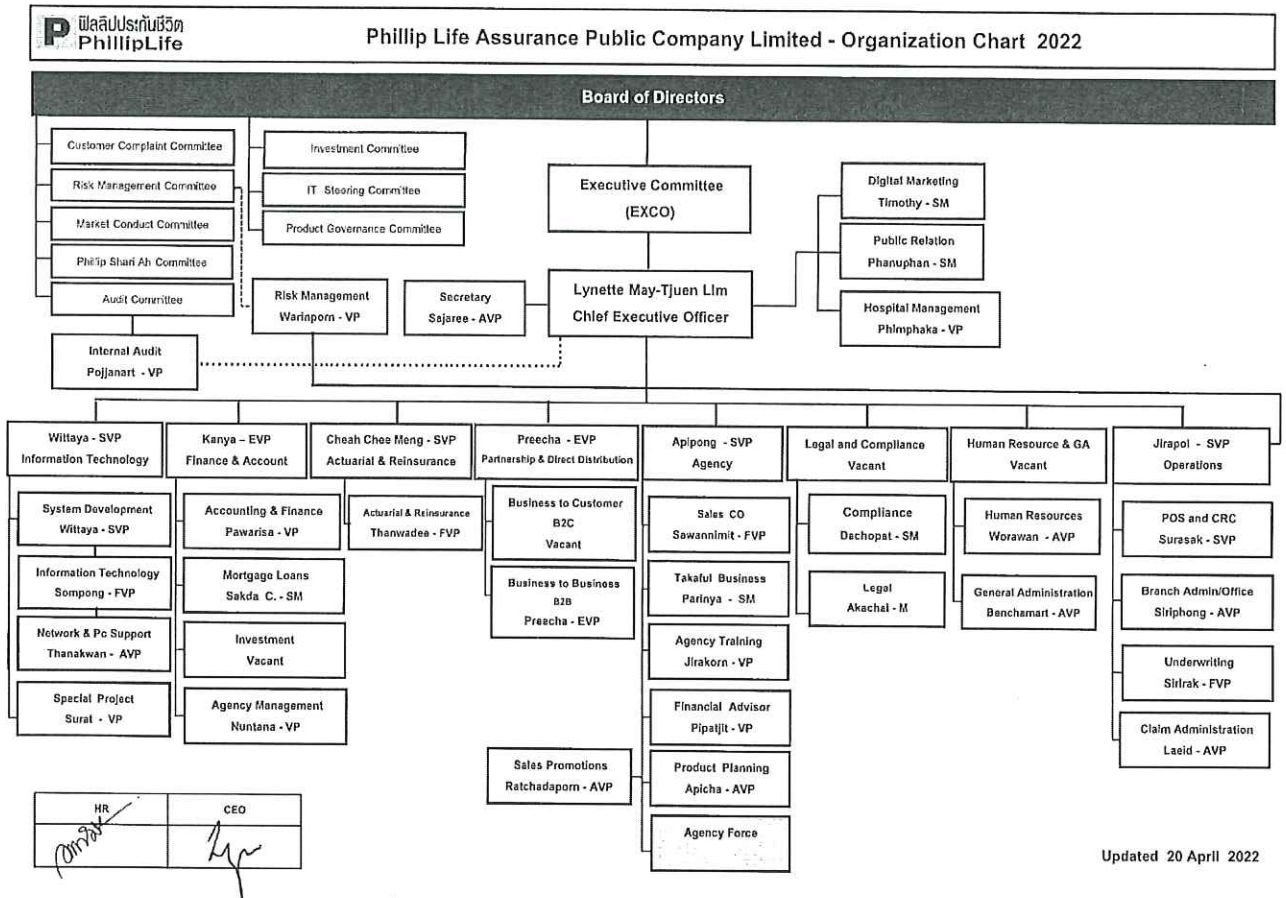 ฟิลลิปประกันชีวิต
PhillipLife
Phillip Life Assurance Public Company Limited - Organization Chart 2022
Board of Directors
Customer Complaint Committee
Risk Management Committee
Market Conduct Committee
Phillip Shari Ah Committee
Audit Committee
Investment Committee
IT Steering Committee
Product Governance Committee
Executive Committee
(EXCO)
Digital Marketing
Timothy - SM
Public Relation
Phanuphan - SM
Hospital Management
Phimphaka - VP
Risk Management
Warinporn - VP
Secretary
Sajaree - AVP
Lynette May-Tjuen Lim
Chief Executive Officer
Internal Audit
Pojjanart - VP
Wittaya - SVP
Information Technology
Kanya – EVP
Finance & Account
Cheah Chee Meng - SVP
Actuarial & Reinsurance
Preecha - EVP
Partnership & Direct Distribution
Apipong - SVP
Agency
Legal and Compliance
Vacant
Human Resource & GA
Vacant
Jirapol - SVP
Operations
System Development
Wittaya - SVP
Information Technology
Sompong - FVP
Network & Pc Support
Thanakwan - AVP
Special Project
Surat - VP
Accounting & Finance
Pawarisa - VP
Mortgage Loans
Sakda C. - SM
Investment
Vacant
Agency Management
Nuntana - VP
Actuarial & Reinsurance
Thanwadee - FVP
Business to Customer
B2C
Vacant
Business to Business
B2B
Preecha - EVP
Sales CO
Sawannimit - FVP
Takaful Business
Parinya - SM
Agency Training
Jirakorn - VP
Financial Advisor
Pipatjit - VP
Sales Promotions
Ratchadaporn - AVP
Product Planning
Apicha - AVP
Agency Force
Compliance
Dechopat - SM
Legal
Akachai - M
Human Resources
Worawan - AVP
General Administration
Benchamart - AVP
POS and CRC
Surasak - SVP
Branch Admin/Office
Siriphong - AVP
Underwriting
Sirirak - FVP
Claim Administration
Laeid - AVP
HR
CEO
Updated 20 April 2022